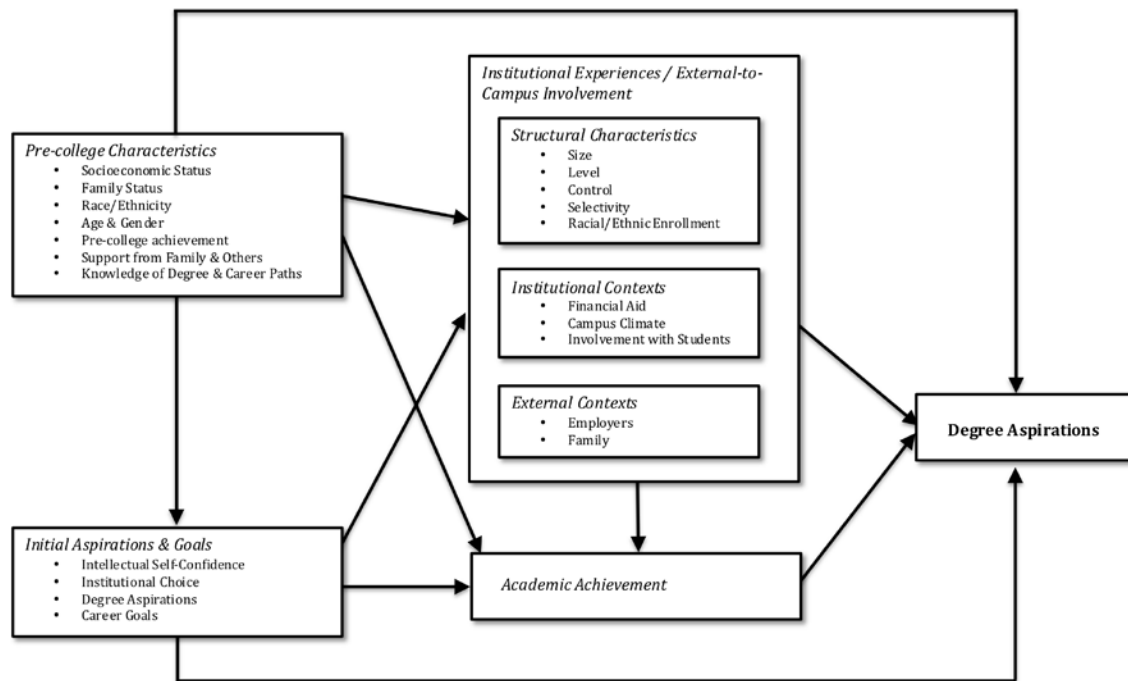 Pre-college Characteristics
• Socioeconomic Status
• Family Status
• Race/Ethnicity
• Age & Gender
• Pre-college achievement
• Support from Family & Others
• Knowledge of Degree & Career Paths
Initial Aspirations & Goals
• Intellectual Self-Confidence
• Institutional Choice
• Degree Aspirations
• Career Goals
Institutional Experiences / External-to-
Campus Involvement
Structural Characteristics
• Size
• Level
• Control
• Selectivity
• Racial/Ethnic Enrollment
Institutional Contexts
• Financial Aid
• Campus Climate
• Involvement with Students
External Contexts
• Employers
• Family
Academic Achievement
Degree Aspirations